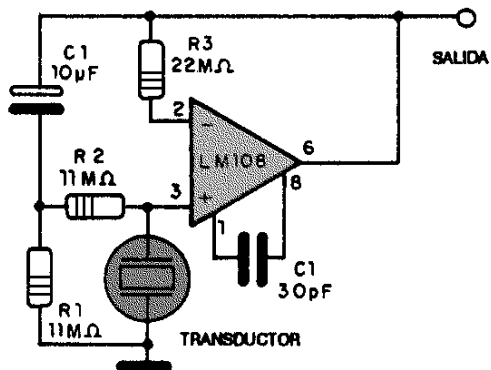 C1
10µF
R3
22MΩ
SALIDA
2
-
LM108
6
R2
11MΩ
3
+
8
1
C1
30pF
R1
11MΩ
TRANSDUCTOR